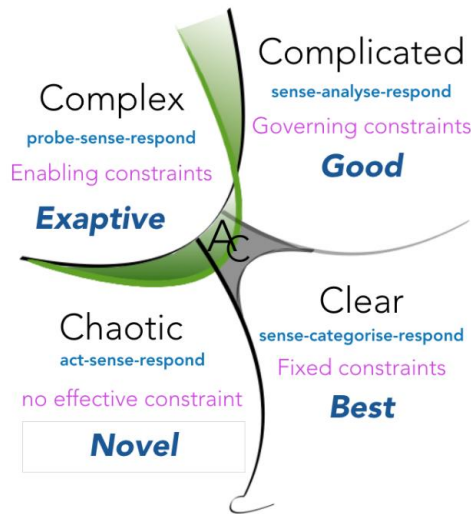 Complex
probe-sense-respond
Enabling constraints
Exaptive
Complicated
sense-analyse-respond
Governing constraints
Good
A
C
Chaotic
act-sense-respond
no effective constraint
Novel
Clear
sense-categorise-respond
Fixed constraints
Best